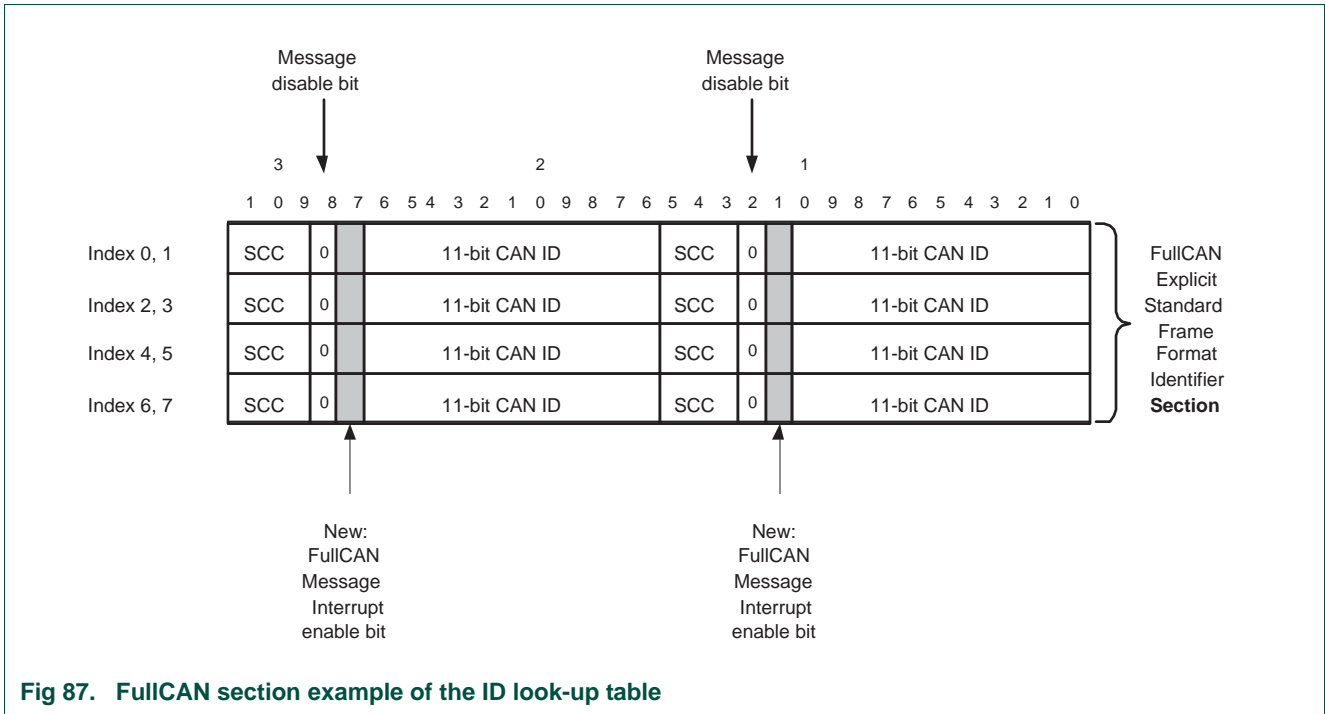 Message
disable bit
Message
disable bit
3 2 1
1 0 9 8 7 6 5 4 3 2 1 0 9 8 7 6 5 4 3 2 1 0 9 8 7 6 5 4 3 2 1 0
Index 0, 1 SCC 0 11-bit CAN ID SCC 0 11-bit CAN ID
Index 2, 3 SCC 0 11-bit CAN ID SCC 0 11-bit CAN ID
Index 4, 5 SCC 0 11-bit CAN ID SCC 0 11-bit CAN ID
Index 6, 7 SCC 0 11-bit CAN ID SCC 0 11-bit CAN ID
FullCAN
Explicit
Standard
Frame
Format
Identifier
Section
New:
FullCAN
Message
Interrupt
enable bit
New:
FullCAN
Message
Interrupt
enable bit
Fig 87. FullCAN section example of the ID look-up table